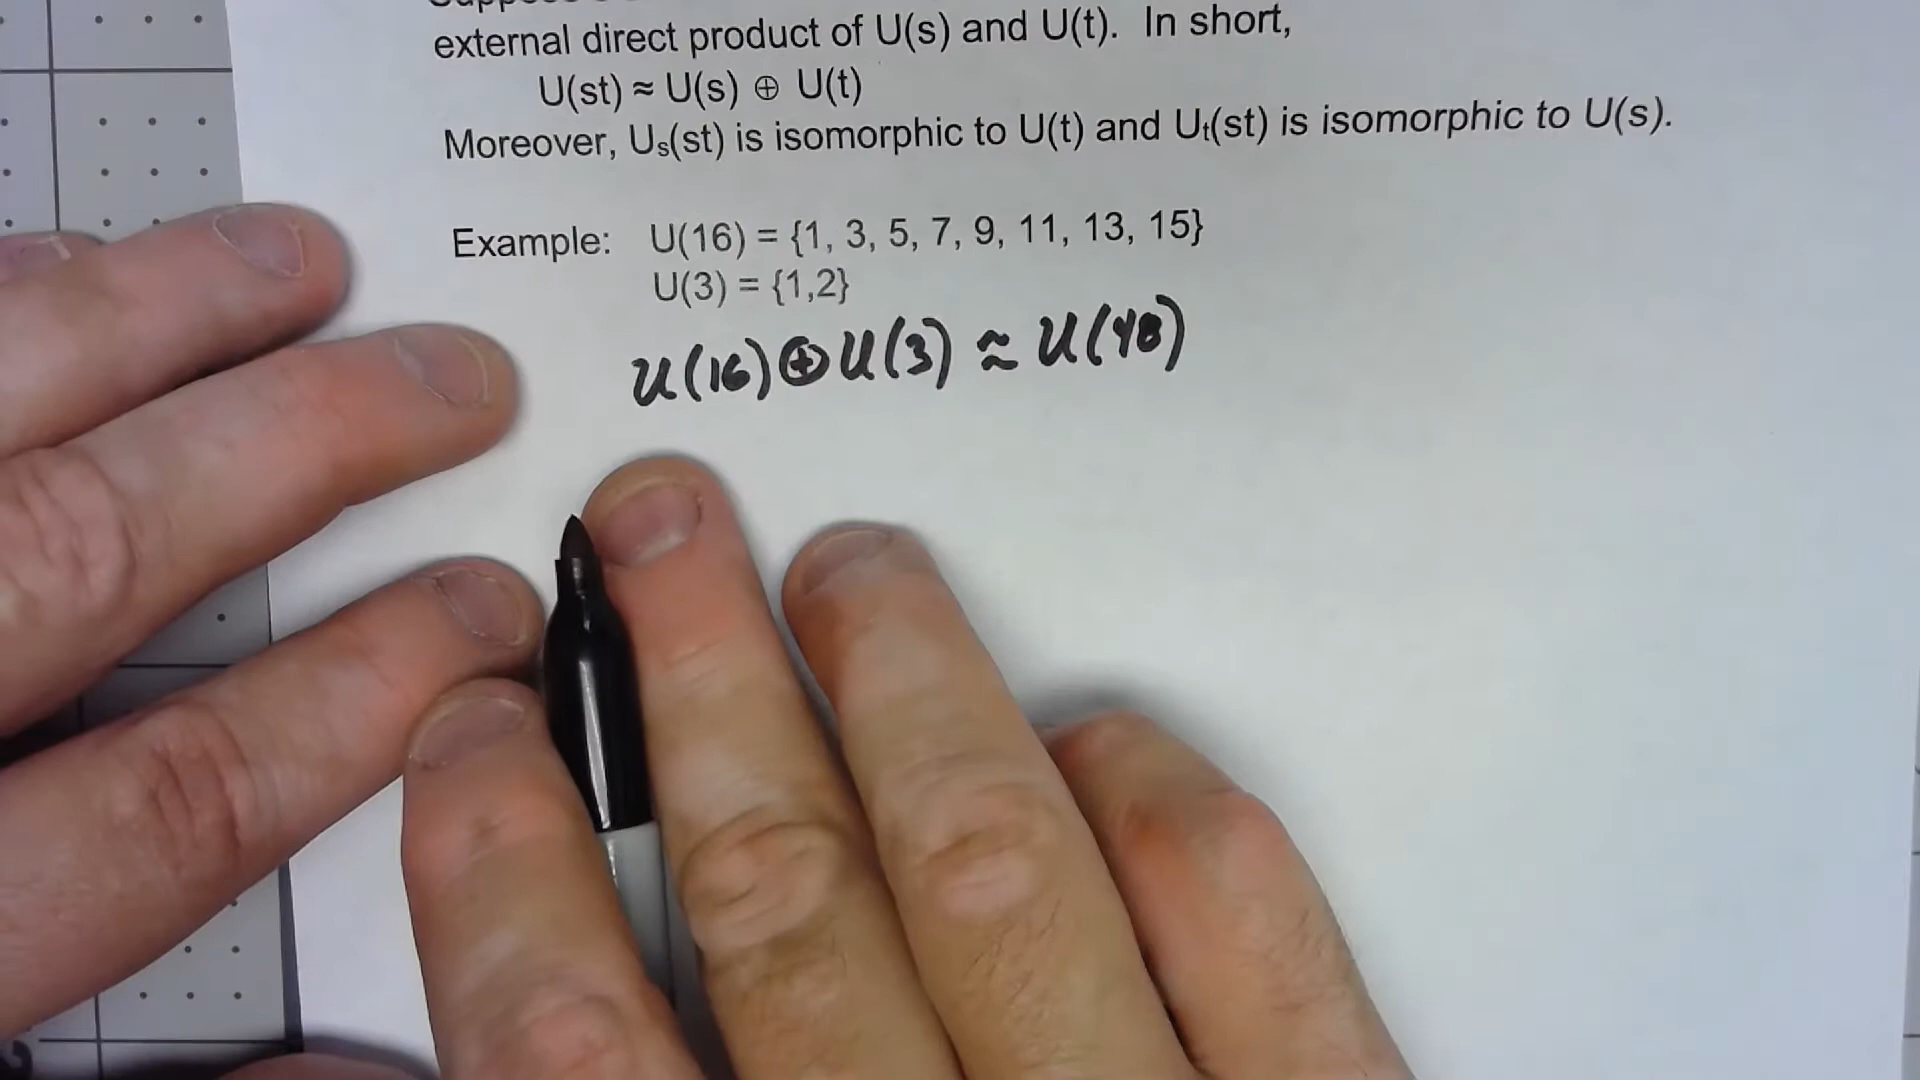 external direct product of U(s) and U(t). In short,
U(st) ≈ U(s) ⊕ U(t)
Moreover, Uₛ(st) is isomorphic to U(t) and Uₜ(st) is isomorphic to U(s).
Example: U(16) = {1, 3, 5, 7, 9, 11, 13, 15}
U(3) = {1,2}
U(16)⊕U(3) ≈ U(48)